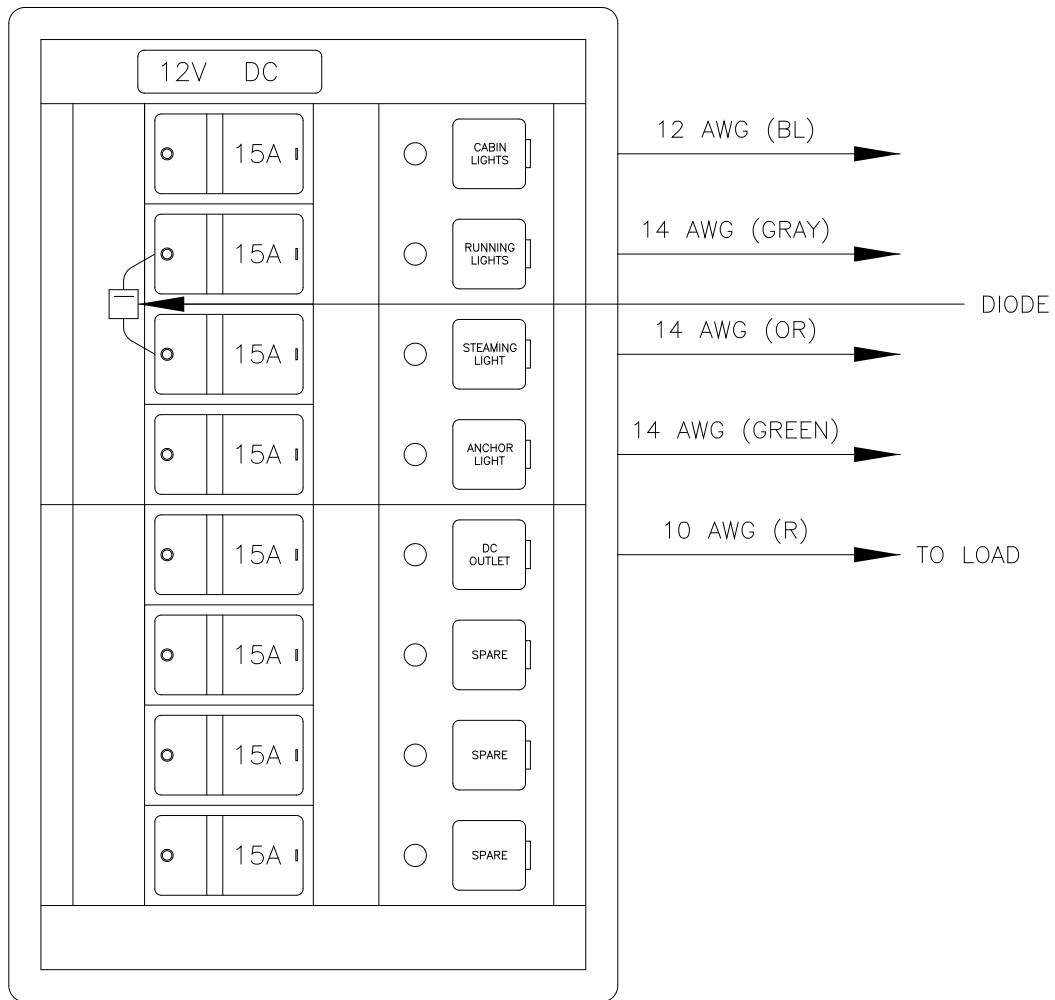 12V DC
15A
CABIN
LIGHTS
12 AWG (BL)
15A
RUNNING
LIGHTS
14 AWG (GRAY)
DIODE
15A
STEAMING
LIGHT
14 AWG (OR)
15A
ANCHOR
LIGHT
14 AWG (GREEN)
15A
DC
OUTLET
10 AWG (R)
TO LOAD
15A
SPARE
15A
SPARE
15A
SPARE